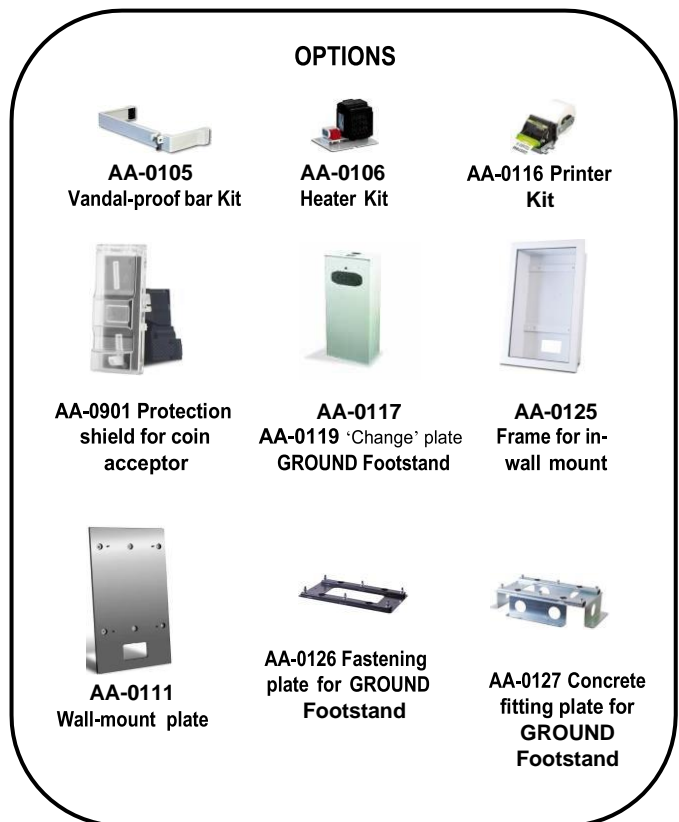 OPTIONS
AA-0105
Vandal-proof bar Kit
AA-0106
Heater Kit
AA-0116 Printer
Kit
AA-0901 Protection
shield for coin
acceptor
AA-0117
AA-0119 ‘Change’ plate
GROUND Footstand
AA-0125
Frame for in-
wall mount
AA-0111
Wall-mount plate
AA-0126 Fastening
plate for GROUND
Footstand
AA-0127 Concrete
fitting plate for
GROUND
Footstand